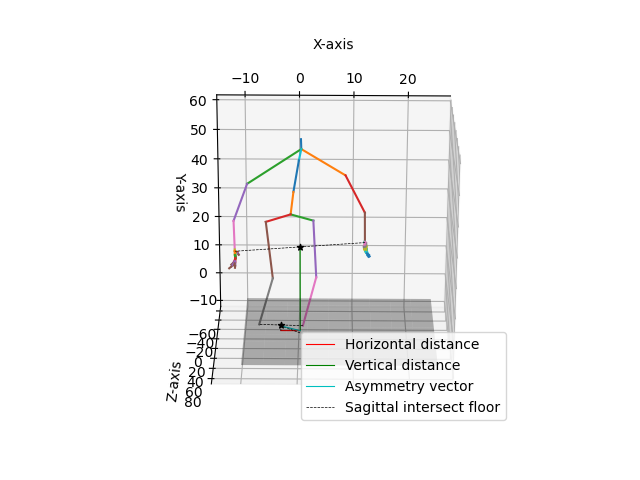 X-axis
−10 0 10 20
60
50
40
30
20
10
0
−10
Y-axis
−60
−40
−20
0
20
40
60
80
Z-axis
Horizontal distance
Vertical distance
Asymmetry vector
Sagittal intersect floor